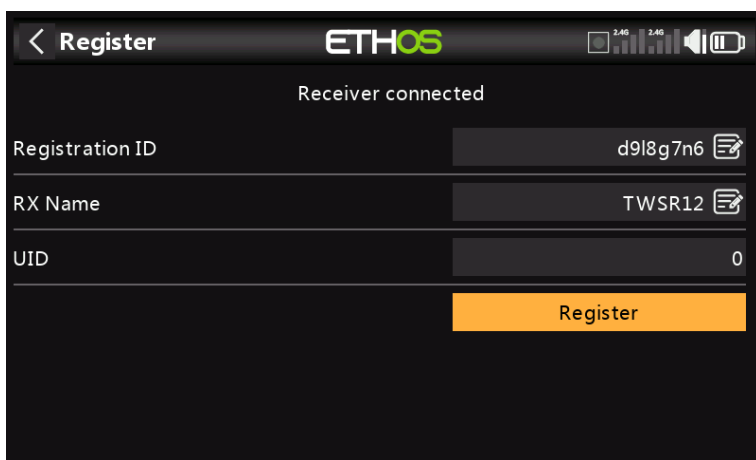 Register
ETHOS
2.4G 2.4G
Receiver connected
Registration ID d9l8g7n6
RX Name TWSR12
UID 0
Register